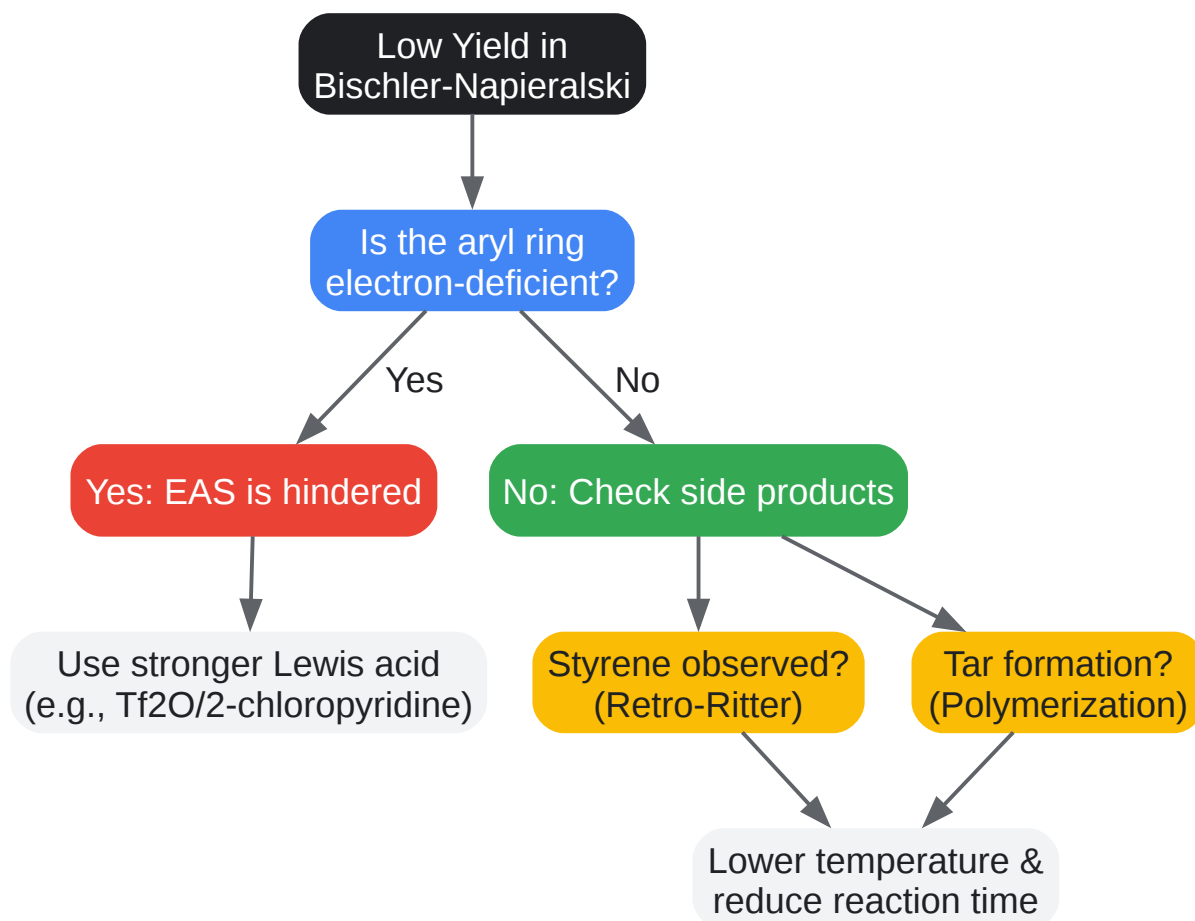 Low Yield in
Bischler-Napieralski
Is the aryl ring
electron-deficient?
Yes
No
Yes: EAS is hindered
No: Check side products
Use stronger Lewis acid
(e.g., Tf2O/2-chloropyridine)
Styrene observed?
(Retro-Ritter)
Tar formation?
(Polymerization)
Lower temperature &
reduce reaction time